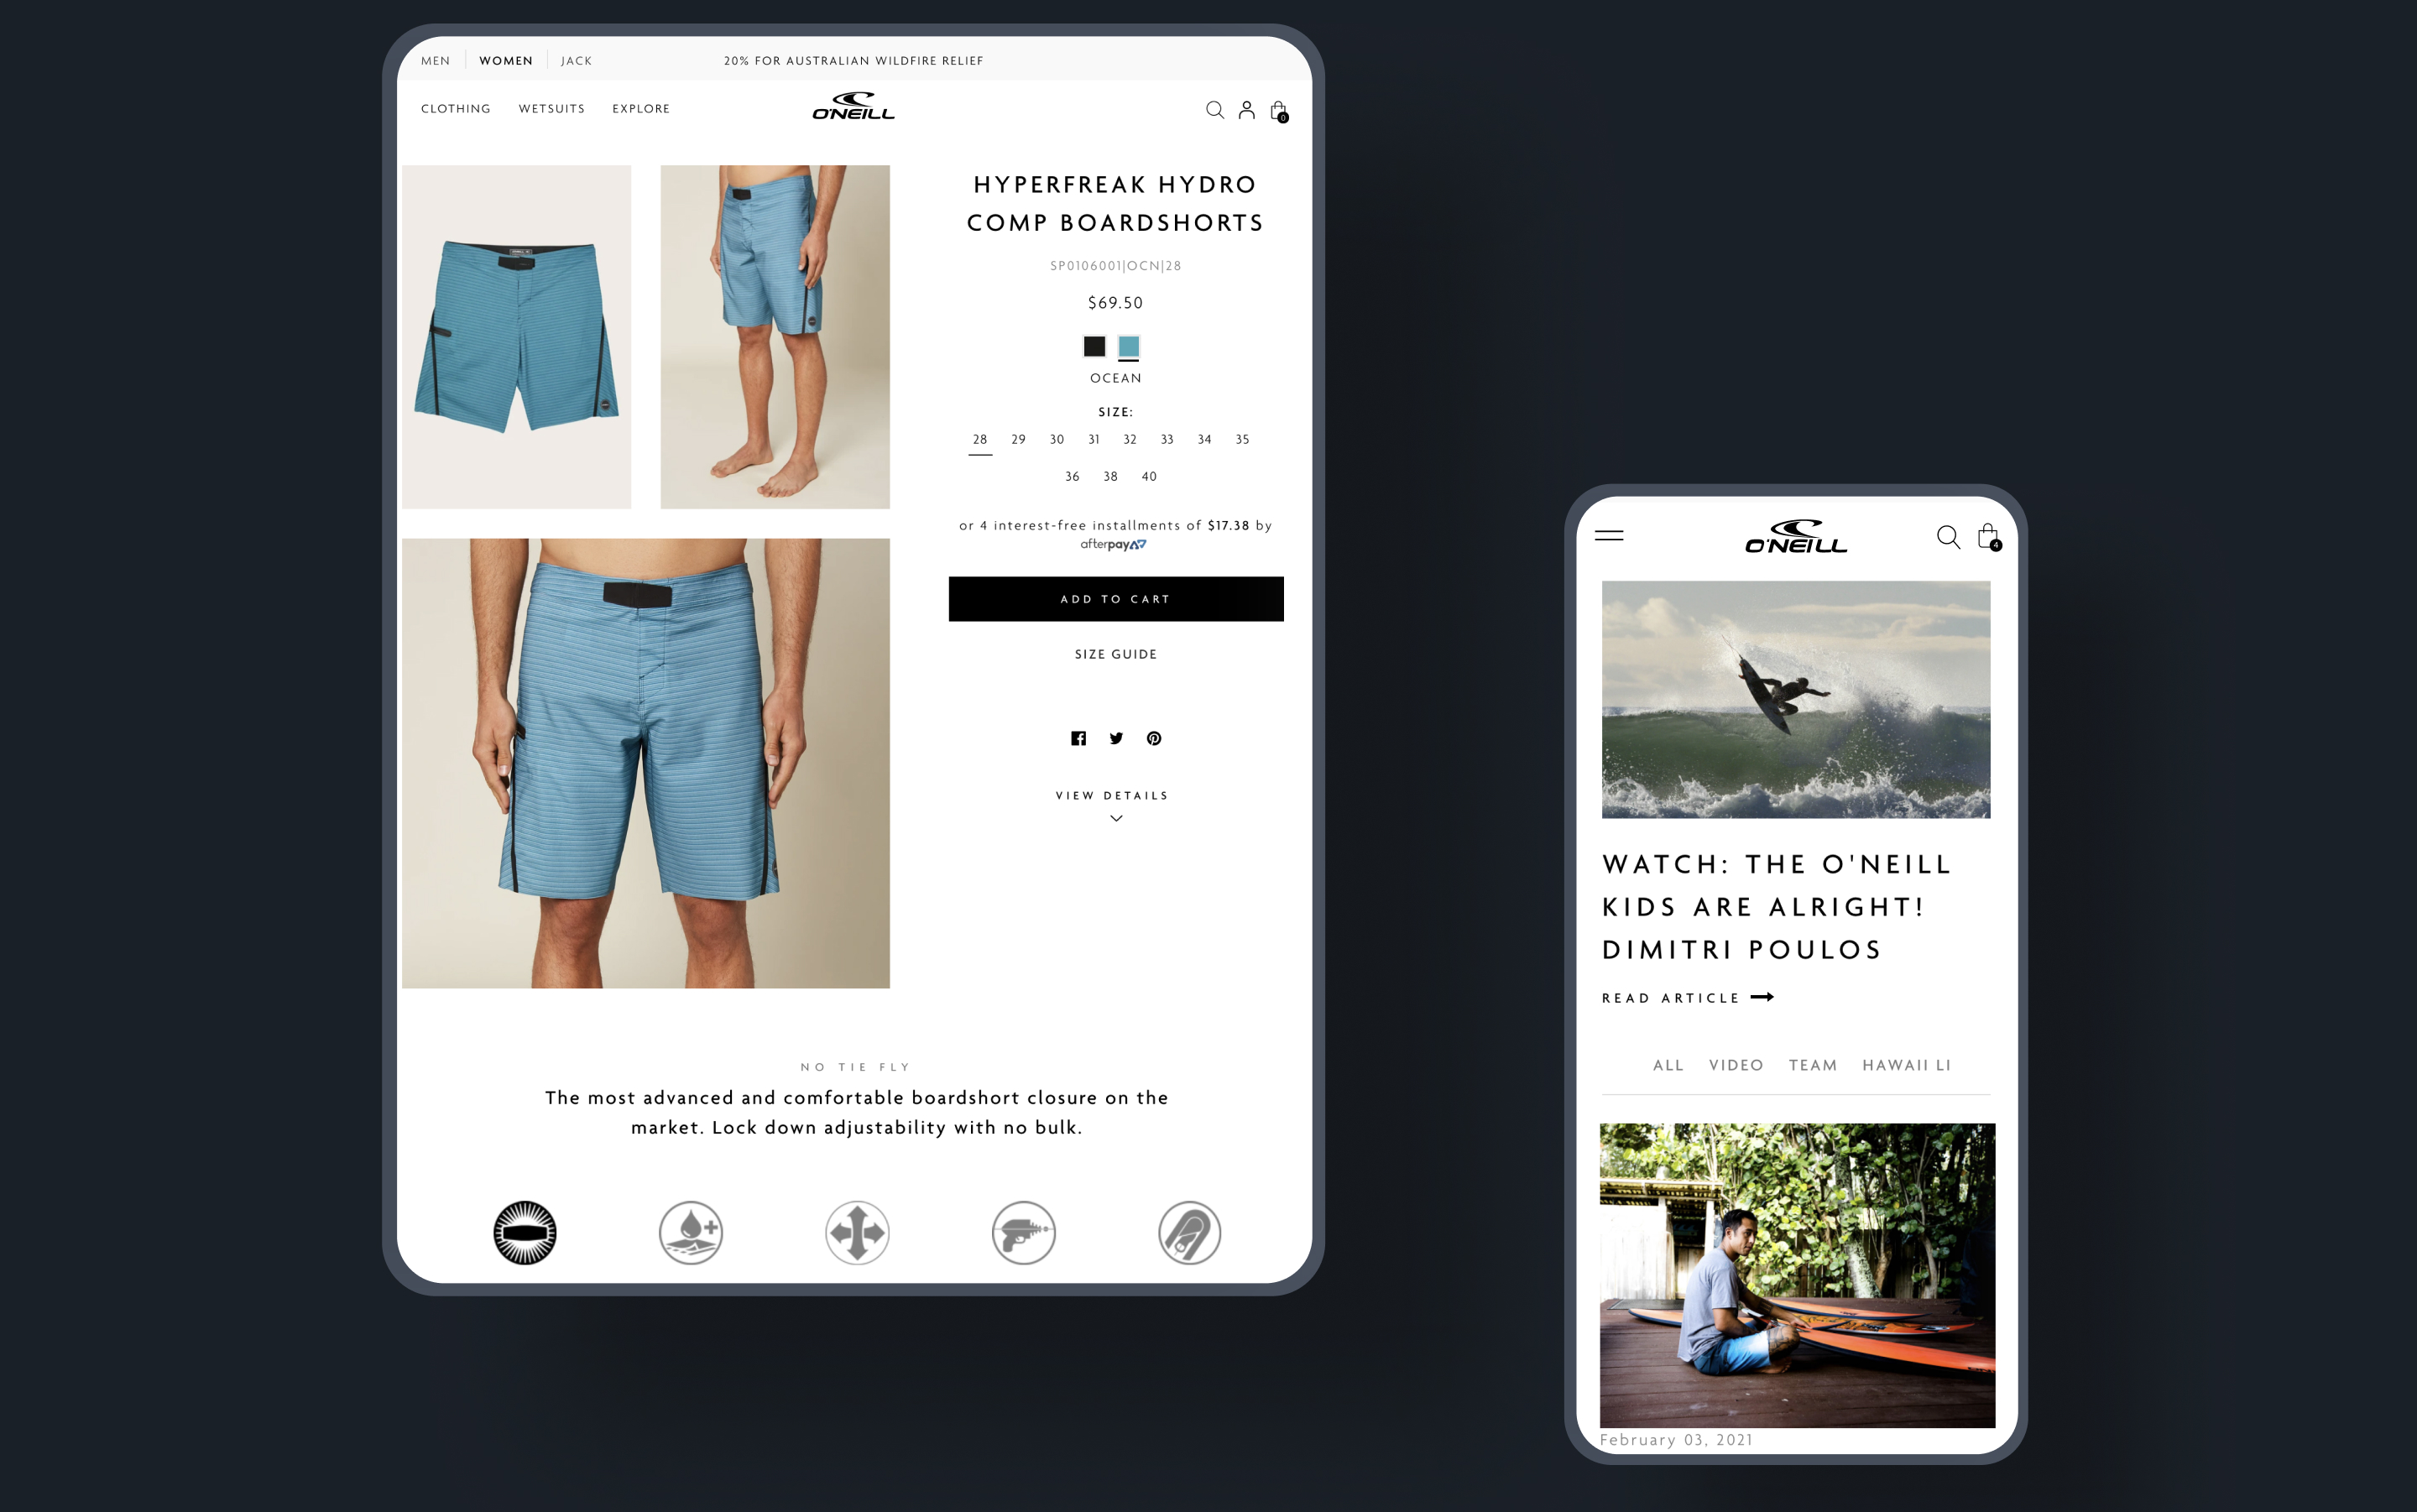 MEN WOMEN JACK 20% FOR AUSTRALIAN WILDFIRE RELIEF
CLOTHING WETSUITS EXPLORE O'NEILL 0
HYPERFREAK HYDRO
COMP BOARDSHORTS
SP0106001|OCN|28
$69.50
OCEAN
SIZE:
28 29 30 31 32 33 34 35
36 38 40
or 4 interest-free installments of $17.38 by
afterpay
ADD TO CART
SIZE GUIDE
VIEW DETAILS
NO TIE FLY
The most advanced and comfortable boardshort closure on the
market. Lock down adjustability with no bulk.
O'NEILL 4
WATCH: THE O'NEILL
KIDS ARE ALRIGHT!
DIMITRI POULOS
READ ARTICLE
ALL VIDEO TEAM HAWAII LI
February 03, 2021